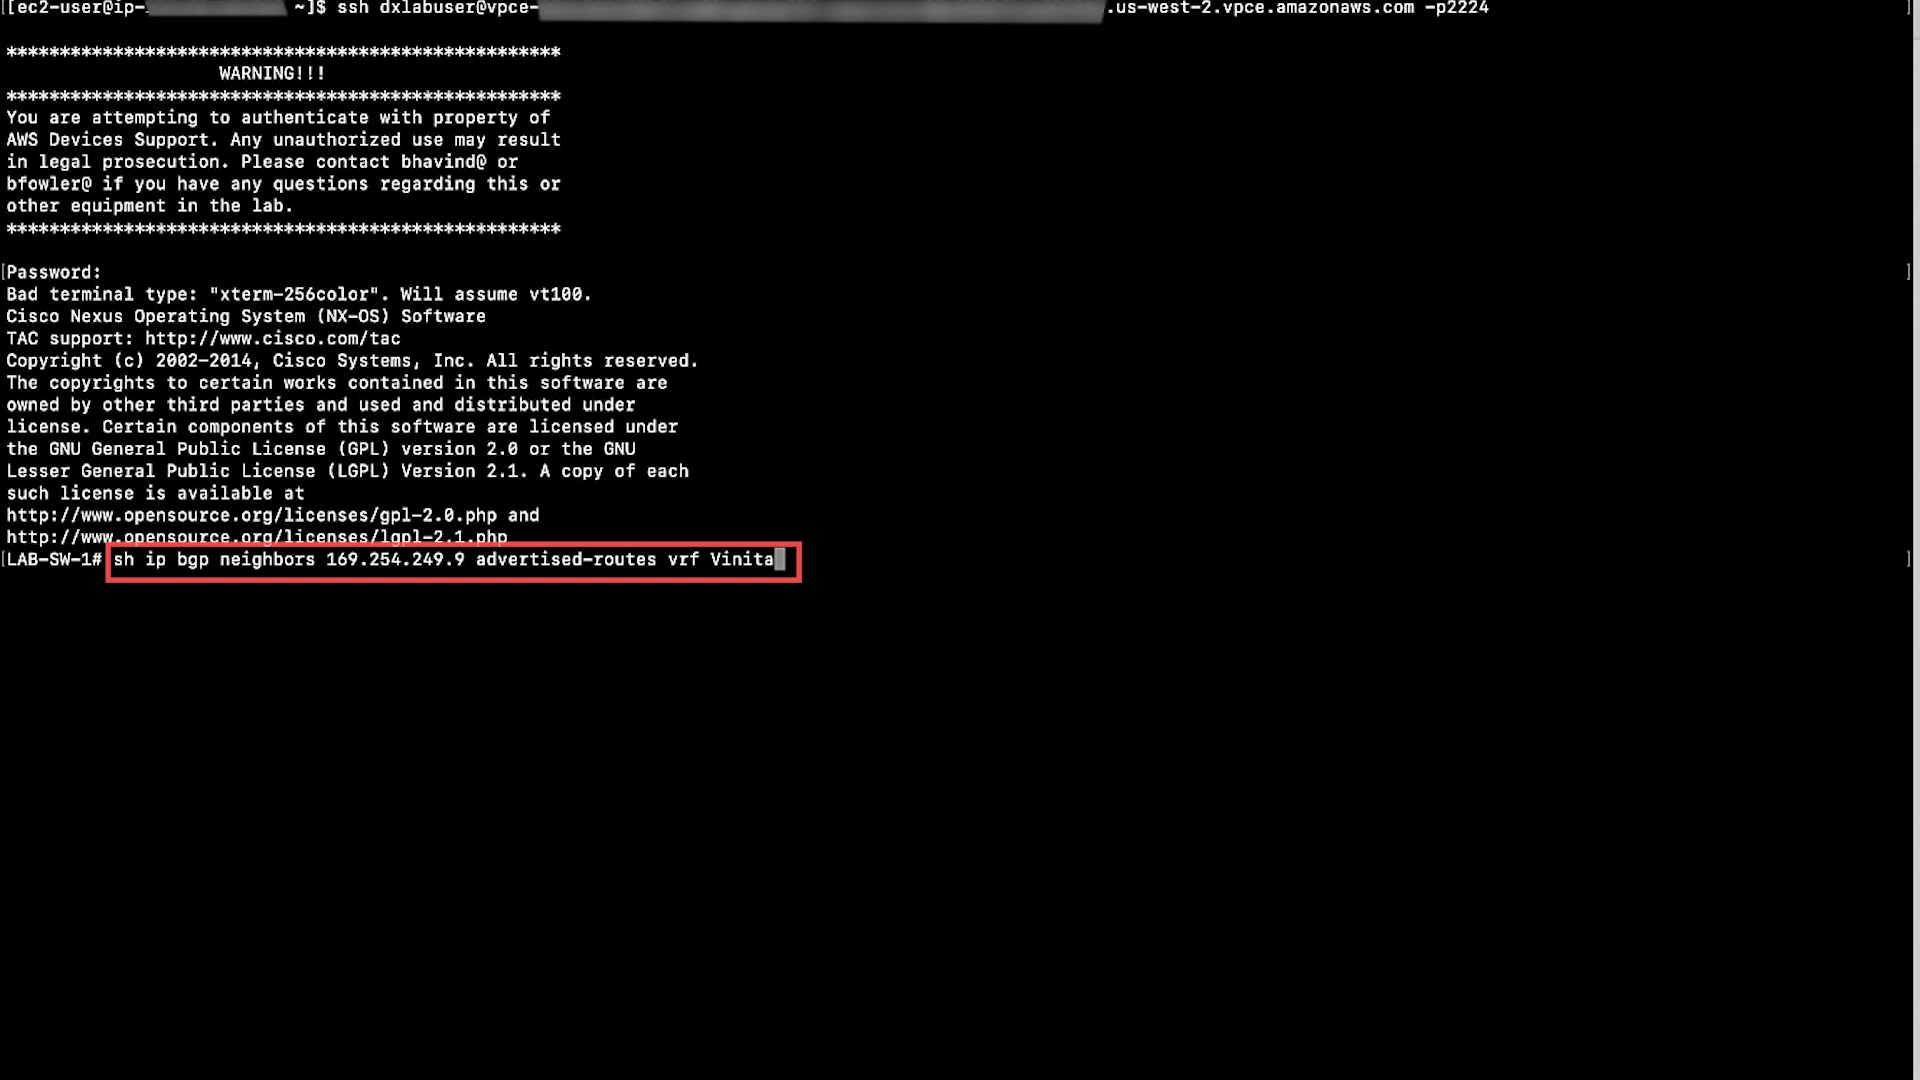 [[ec2-user@ip- ~]$ ssh dxlabuser@vpce- .us-west-2.vpce.amazonaws.com -p2224 ]
****************************************************
WARNING!!!
****************************************************
You are attempting to authenticate with property of
AWS Devices Support. Any unauthorized use may result
in legal prosecution. Please contact bhavind@ or
bfowler@ if you have any questions regarding this or
other equipment in the lab.
****************************************************
[Password: ]
Bad terminal type: "xterm-256color". Will assume vt100.
Cisco Nexus Operating System (NX-OS) Software
TAC support: http://www.cisco.com/tac
Copyright (c) 2002-2014, Cisco Systems, Inc. All rights reserved.
The copyrights to certain works contained in this software are
owned by other third parties and used and distributed under
license. Certain components of this software are licensed under
the GNU General Public License (GPL) version 2.0 or the GNU
Lesser General Public License (LGPL) Version 2.1. A copy of each
such license is available at
http://www.opensource.org/licenses/gpl-2.0.php and
http://www.opensource.org/licenses/lgpl-2.1.php
[LAB-SW-1# sh ip bgp neighbors 169.254.249.9 advertised-routes vrf Vinita ]